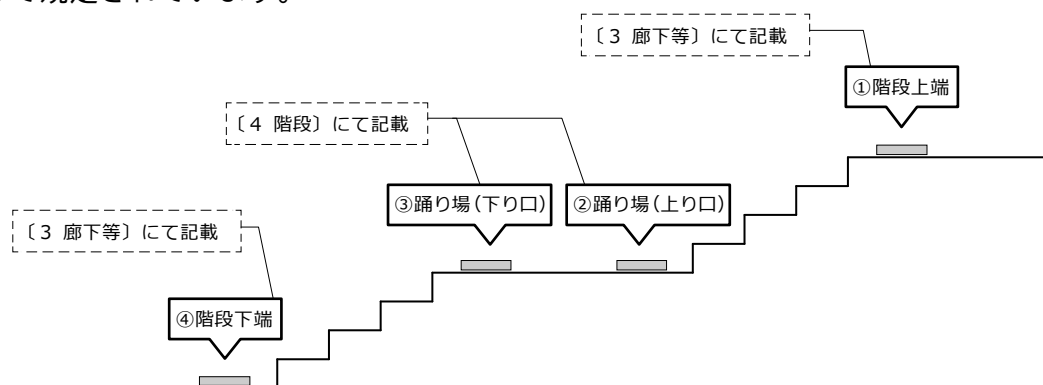 て規定されています。
〔3 廊下等〕にて記載
①階段上端
〔4 階段〕にて記載
③踊り場(下り口)
②踊り場(上り口)
〔3 廊下等〕にて記載
④階段下端